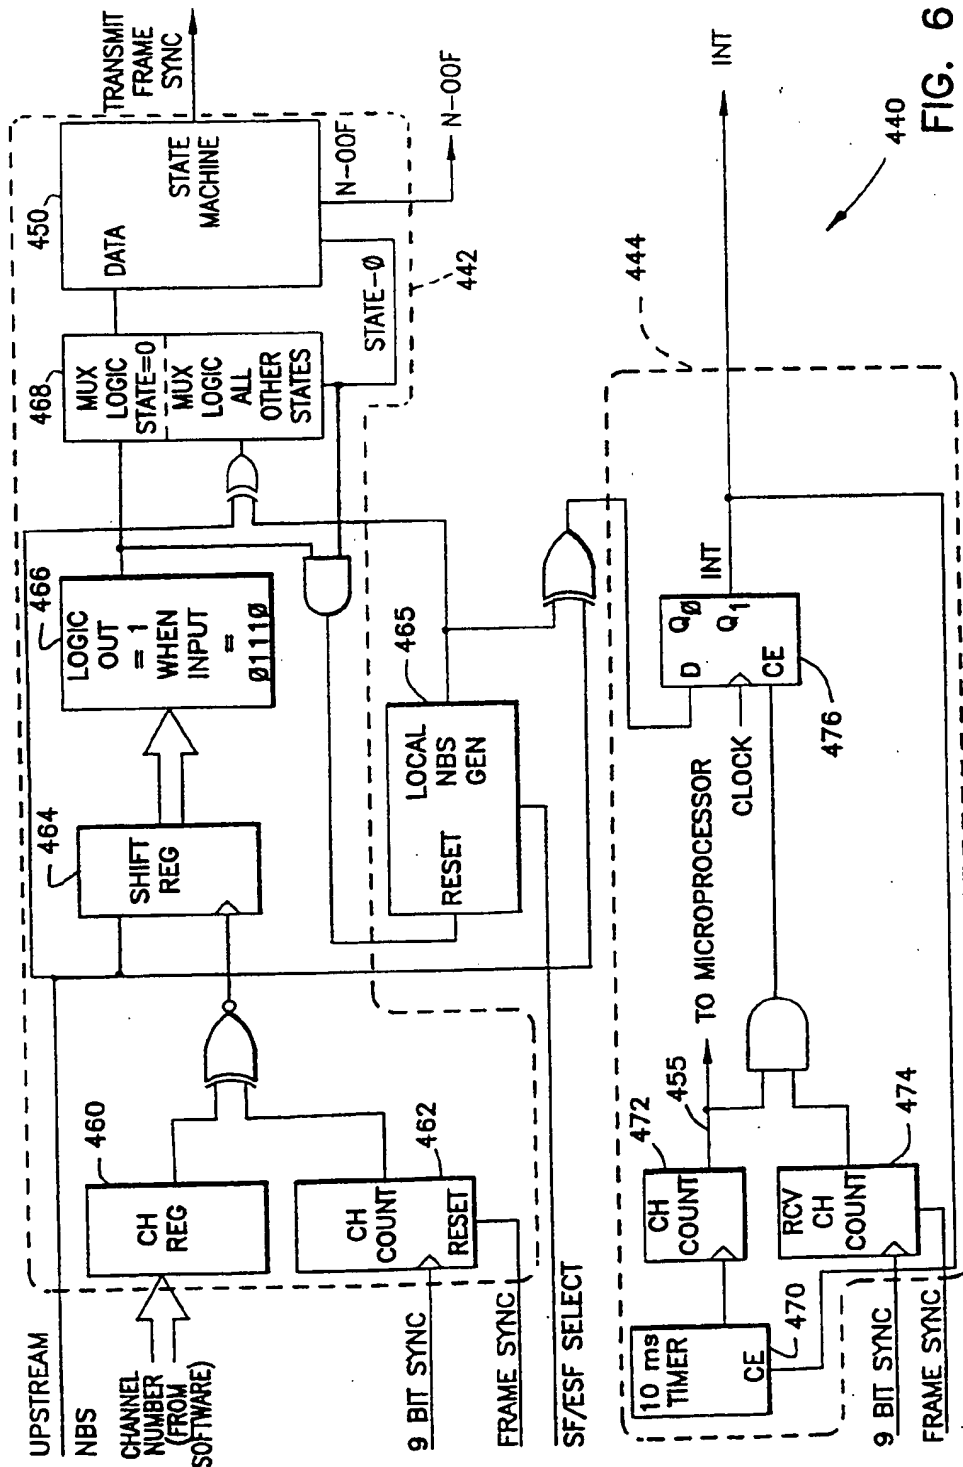 UPSTREAM
NBS
CHANNEL
NUMBER
(FROM
SOFTWARE)
9 BIT SYNC
FRAME SYNC
SF/ESF SELECT
460
CH
REG
462
CH
COUNT
RESET
464
SHIFT
REG
466
LOGIC
OUT
= 1
WHEN
INPUT
=
Ø111Ø
468
MUX
LOGIC
STATE=0
MUX
LOGIC
ALL
OTHER
STATES
450
DATA
STATE
MACHINE
TRANSMIT
FRAME
SYNC
N-OOF
N-OOF
STATE-Ø
442
465
LOCAL
NBS
GEN
RESET
10 ms
TIMER
CE
470
9 BIT SYNC
FRAME SYNC
472
CH
COUNT
455
TO MICROPROCESSOR
RCV
CH
COUNT
474
CLOCK
D
QØ
Q1
CE
476
INT
444
INT
440
FIG. 6